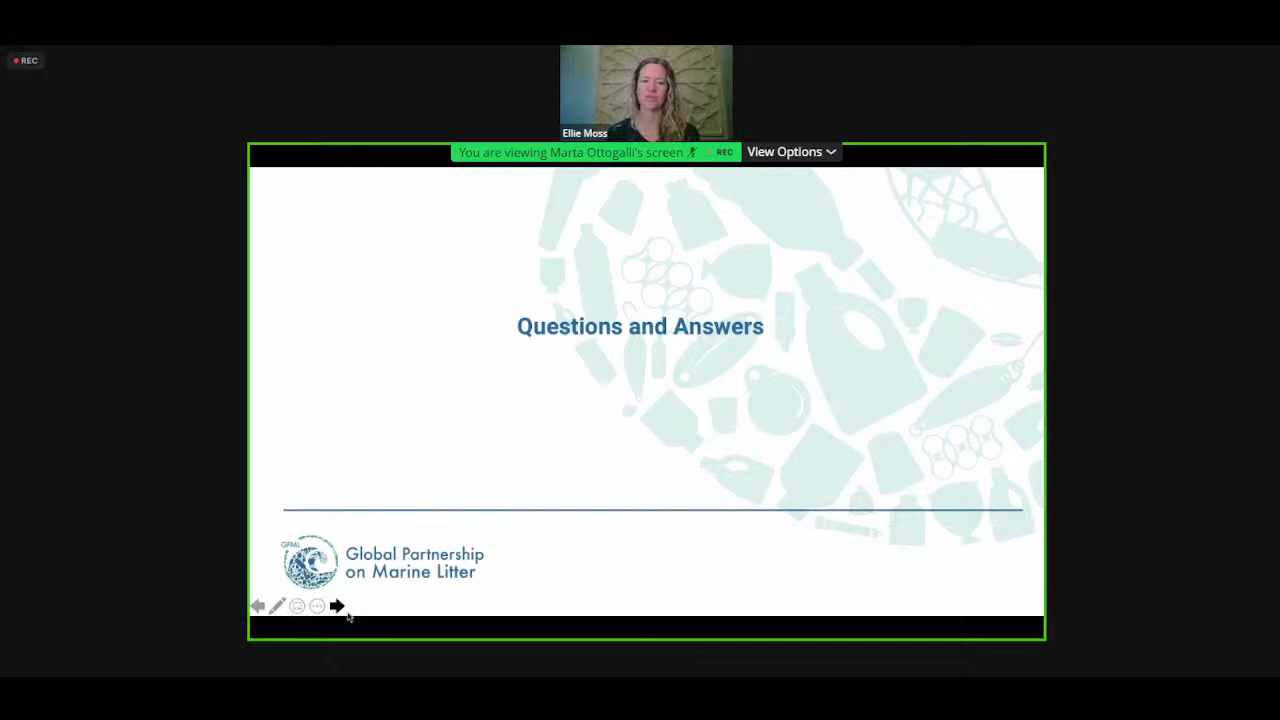 REC
Ellie Moss
You are viewing Marta Ottogalli's screen
REC
View Options
Questions and Answers
GPML
Global Partnership
on Marine Litter